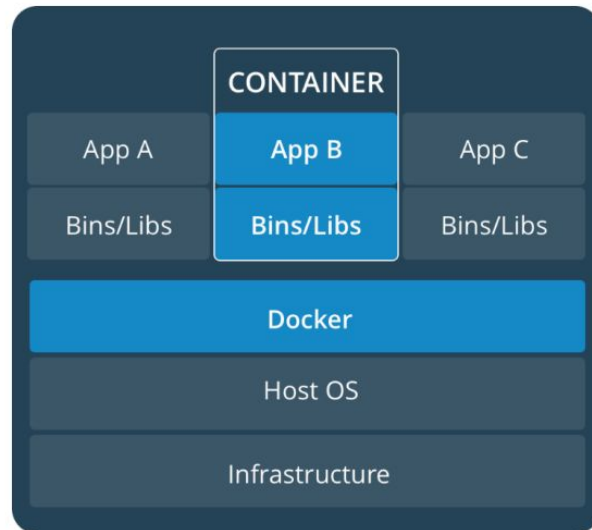 CONTAINER
App A
App B
App C
Bins/Libs
Bins/Libs
Bins/Libs
Docker
Host OS
Infrastructure